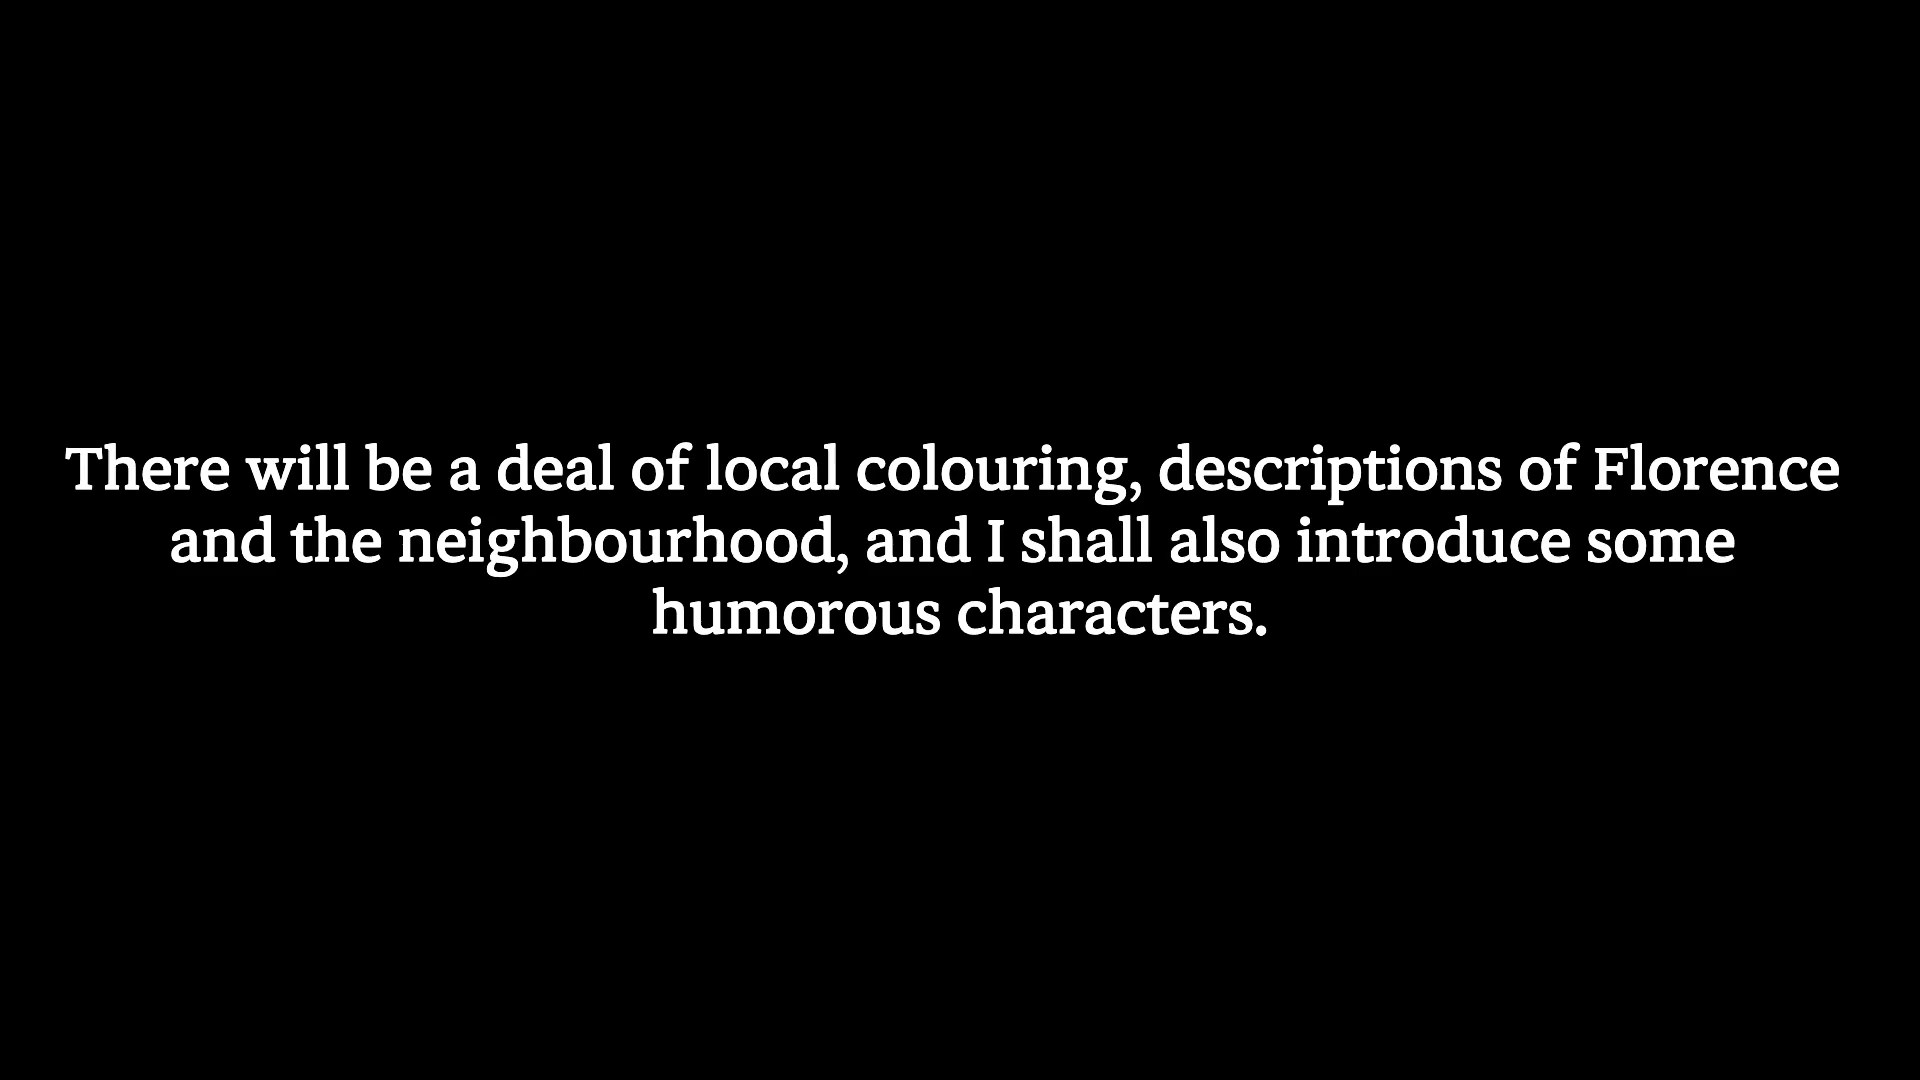 There will be a deal of local colouring, descriptions of Florence
and the neighbourhood, and I shall also introduce some
humorous characters.